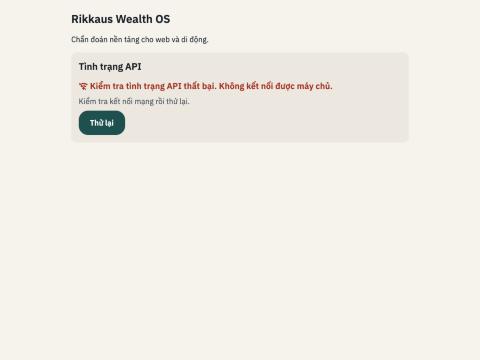 Rikkaus Wealth OS
Chẩn đoán nền tảng cho web và di động.
Tình trạng API
Kiểm tra tình trạng API thất bại. Không kết nối được máy chủ.
Kiểm tra kết nối mạng rồi thử lại.
Thử lại